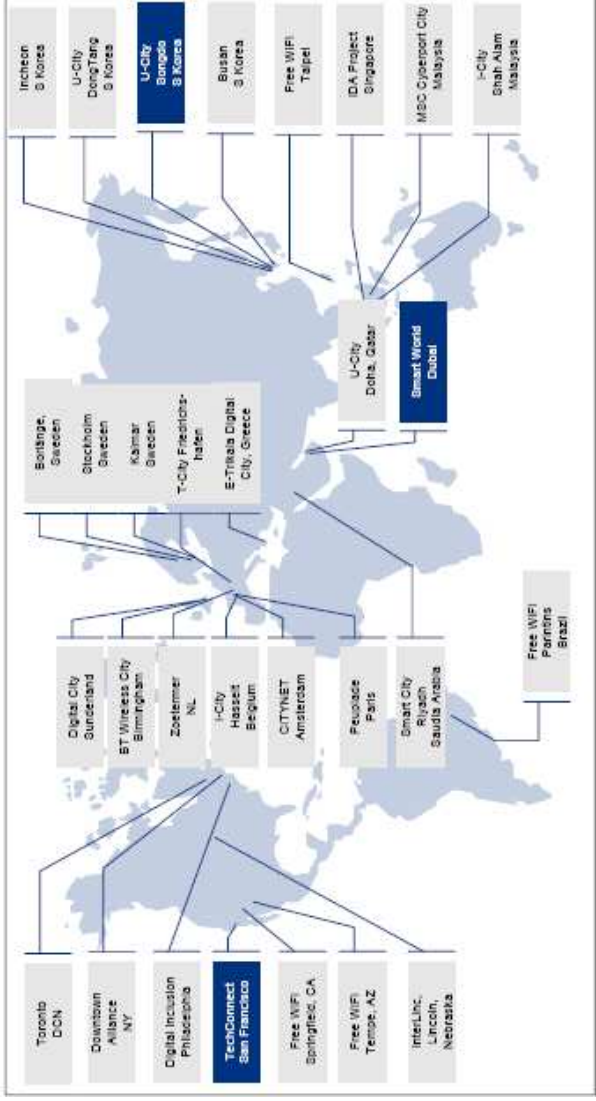 Toronto
DCN
Downtown
Alliance
NY
Digital Inclusion
Philadelphia
TechConnect
San Francisco
Free WiFi
Springfield, CA
Free WiFi
Tempe, AZ
InterLinc,
Lincoln,
Nebraska
Digital City
Sunderland
BT Wireless City
Birmingham
Zoetermer
NL
I-City
Hasselt
Belgium
CITYNET
Amsterdam
Peuplade
Paris
Smart City
Riyadh
Saudia Arabia
Free WiFi
Parintins
Brazil
Borlänge,
Sweden
Stockholm
Sweden
Kalmar
Sweden
T-City Friedrichs-
hafen
E-Trikala Digital
City, Greece
U-City
Doha, Qatar
Smart World
Dubai
Incheon
S Korea
U-City
DongTang
S Korea
U-City
Songdo
S Korea
Busan
S Korea
Free WiFi
Taipei
IDA Project
Singapore
MSC Cyberport City
Malaysia
I-City
Shah Alam
Malaysia